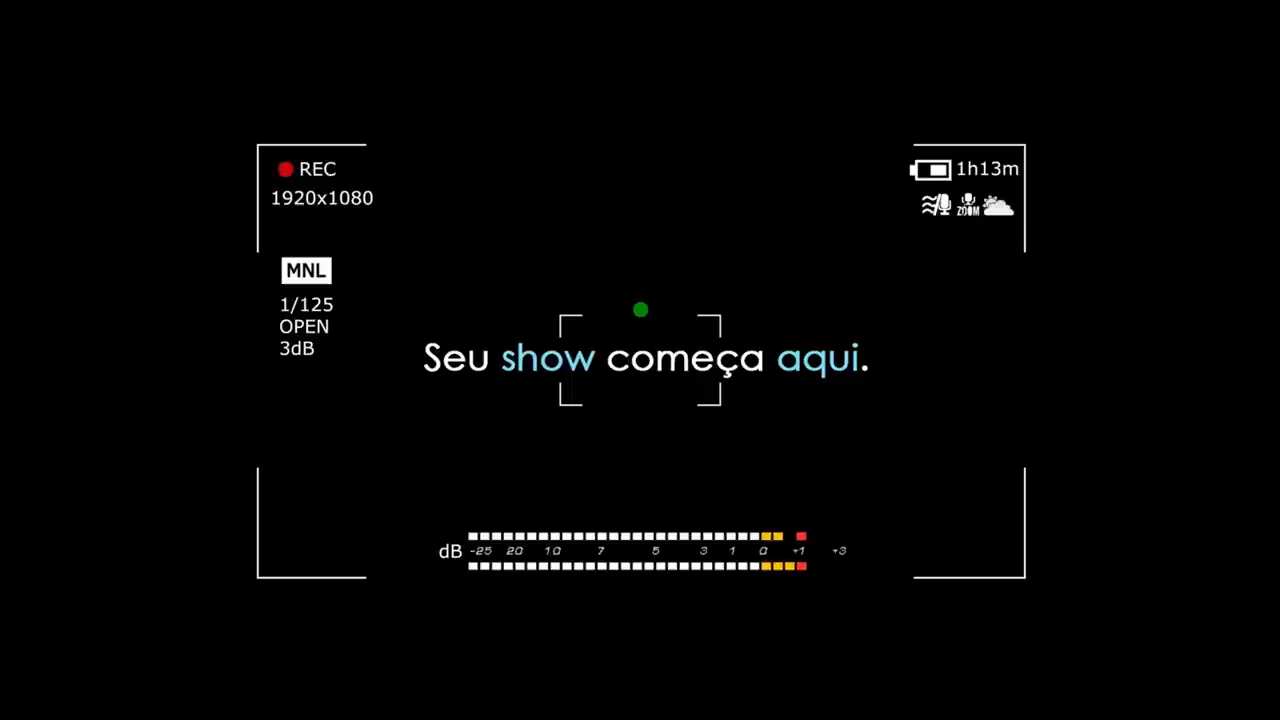 REC
1920x1080
1h13m
ZOOM
MNL
1/125
OPEN
3dB
Seu show começa aqui.
dB -25 20 10 7 5 3 1 0 +1 +3